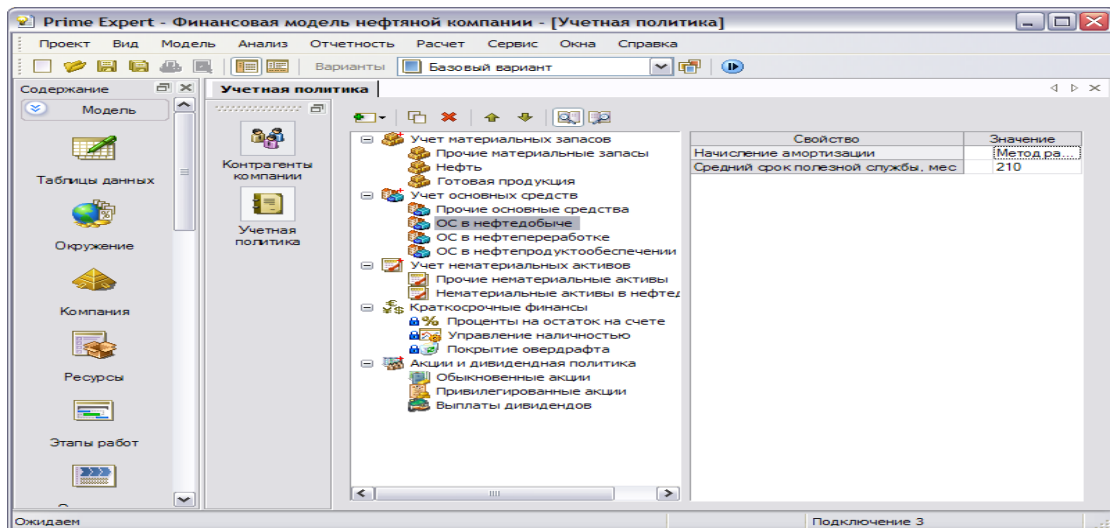 Prime Expert - Финансовая модель нефтяной компании - [Учетная политика]
Проект Вид Модель Анализ Отчетность Расчет Сервис Окна Справка
Варианты Базовый вариант
Содержание
Модель
Таблицы данных
Окружение
Компания
Ресурсы
Этапы работ
Учетная политика
Контрагенты
компании
Учетная
политика
Учет материальных запасов
Прочие материальные запасы
Нефть
Готовая продукция
Учет основных средств
Прочие основные средства
ОС в нефтедобыче
ОС в нефтепереработке
ОС в нефтепродуктообеспечении
Учет нематериальных активов
Прочие нематериальные активы
Нематериальные активы в нефтед
Краткосрочные финансы
Проценты на остаток на счете
Управление наличностью
Покрытие овердрафта
Акции и дивидендная политика
Обыкновенные акции
Привилегированные акции
Выплаты дивидендов
Свойство Значение
Начисление амортизации Метод ра...
Средний срок полезной службы, мес 210
Ожидаем
Подключение 3